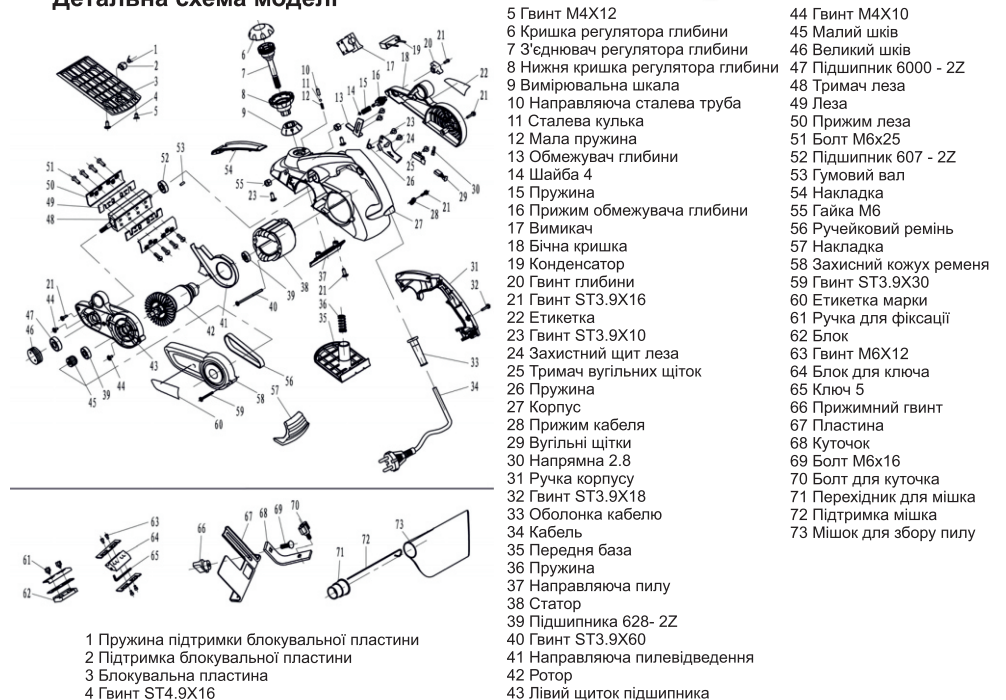 Детальна схема моделі
1 Пружина підтримки блокувальної пластини
2 Підтримка блокувальної пластини
3 Блокувальна пластина
4 Гвинт ST4.9X16
5 Гвинт M4X12
6 Кришка регулятора глибини
7 З'єднувач регулятора глибини
8 Нижня кришка регулятора глибини
9 Вимірювальна шкала
10 Направляюча сталева труба
11 Сталева кулька
12 Мала пружина
13 Обмежувач глибини
14 Шайба 4
15 Пружина
16 Прижим обмежувача глибини
17 Вимикач
18 Бічна кришка
19 Конденсатор
20 Гвинт глибини
21 Гвинт ST3.9X16
22 Етикетка
23 Гвинт ST3.9X10
24 Захистний щит леза
25 Тримач вугільних щіток
26 Пружина
27 Корпус
28 Прижим кабеля
29 Вугільні щітки
30 Напрямна 2.8
31 Ручка корпусу
32 Гвинт ST3.9X18
33 Оболонка кабелю
34 Кабель
35 Передня база
36 Пружина
37 Направляюча пилу
38 Статор
39 Підшипника 628- 2Z
40 Гвинт ST3.9X60
41 Направляюча пилевідведення
42 Ротор
43 Лівий щиток підшипника
44 Гвинт M4X10
45 Малий шків
46 Великий шків
47 Підшипник 6000 - 2Z
48 Тримач леза
49 Леза
50 Прижим леза
51 Болт M6x25
52 Підшипник 607 - 2Z
53 Гумовий вал
54 Накладка
55 Гайка M6
56 Ручейковий ремінь
57 Накладка
58 Захисний кожух ременя
59 Гвинт ST3.9X30
60 Етикетка марки
61 Ручка для фіксації
62 Блок
63 Гвинт M6X12
64 Блок для ключа
65 Ключ 5
66 Прижимний гвинт
67 Пластина
68 Куточок
69 Болт M6x16
70 Болт для куточка
71 Перехідник для мішка
72 Підтримка мішка
73 Мішок для збору пилу